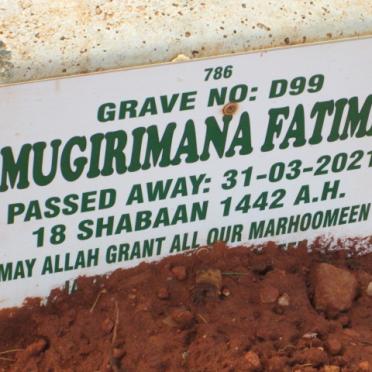 786
GRAVE NO: D99
MUGIRIMANA FATIMA
PASSED AWAY: 31-03-2021
18 SHABAAN 1442 A.H.
MAY ALLAH GRANT ALL OUR MARHOOMEEN